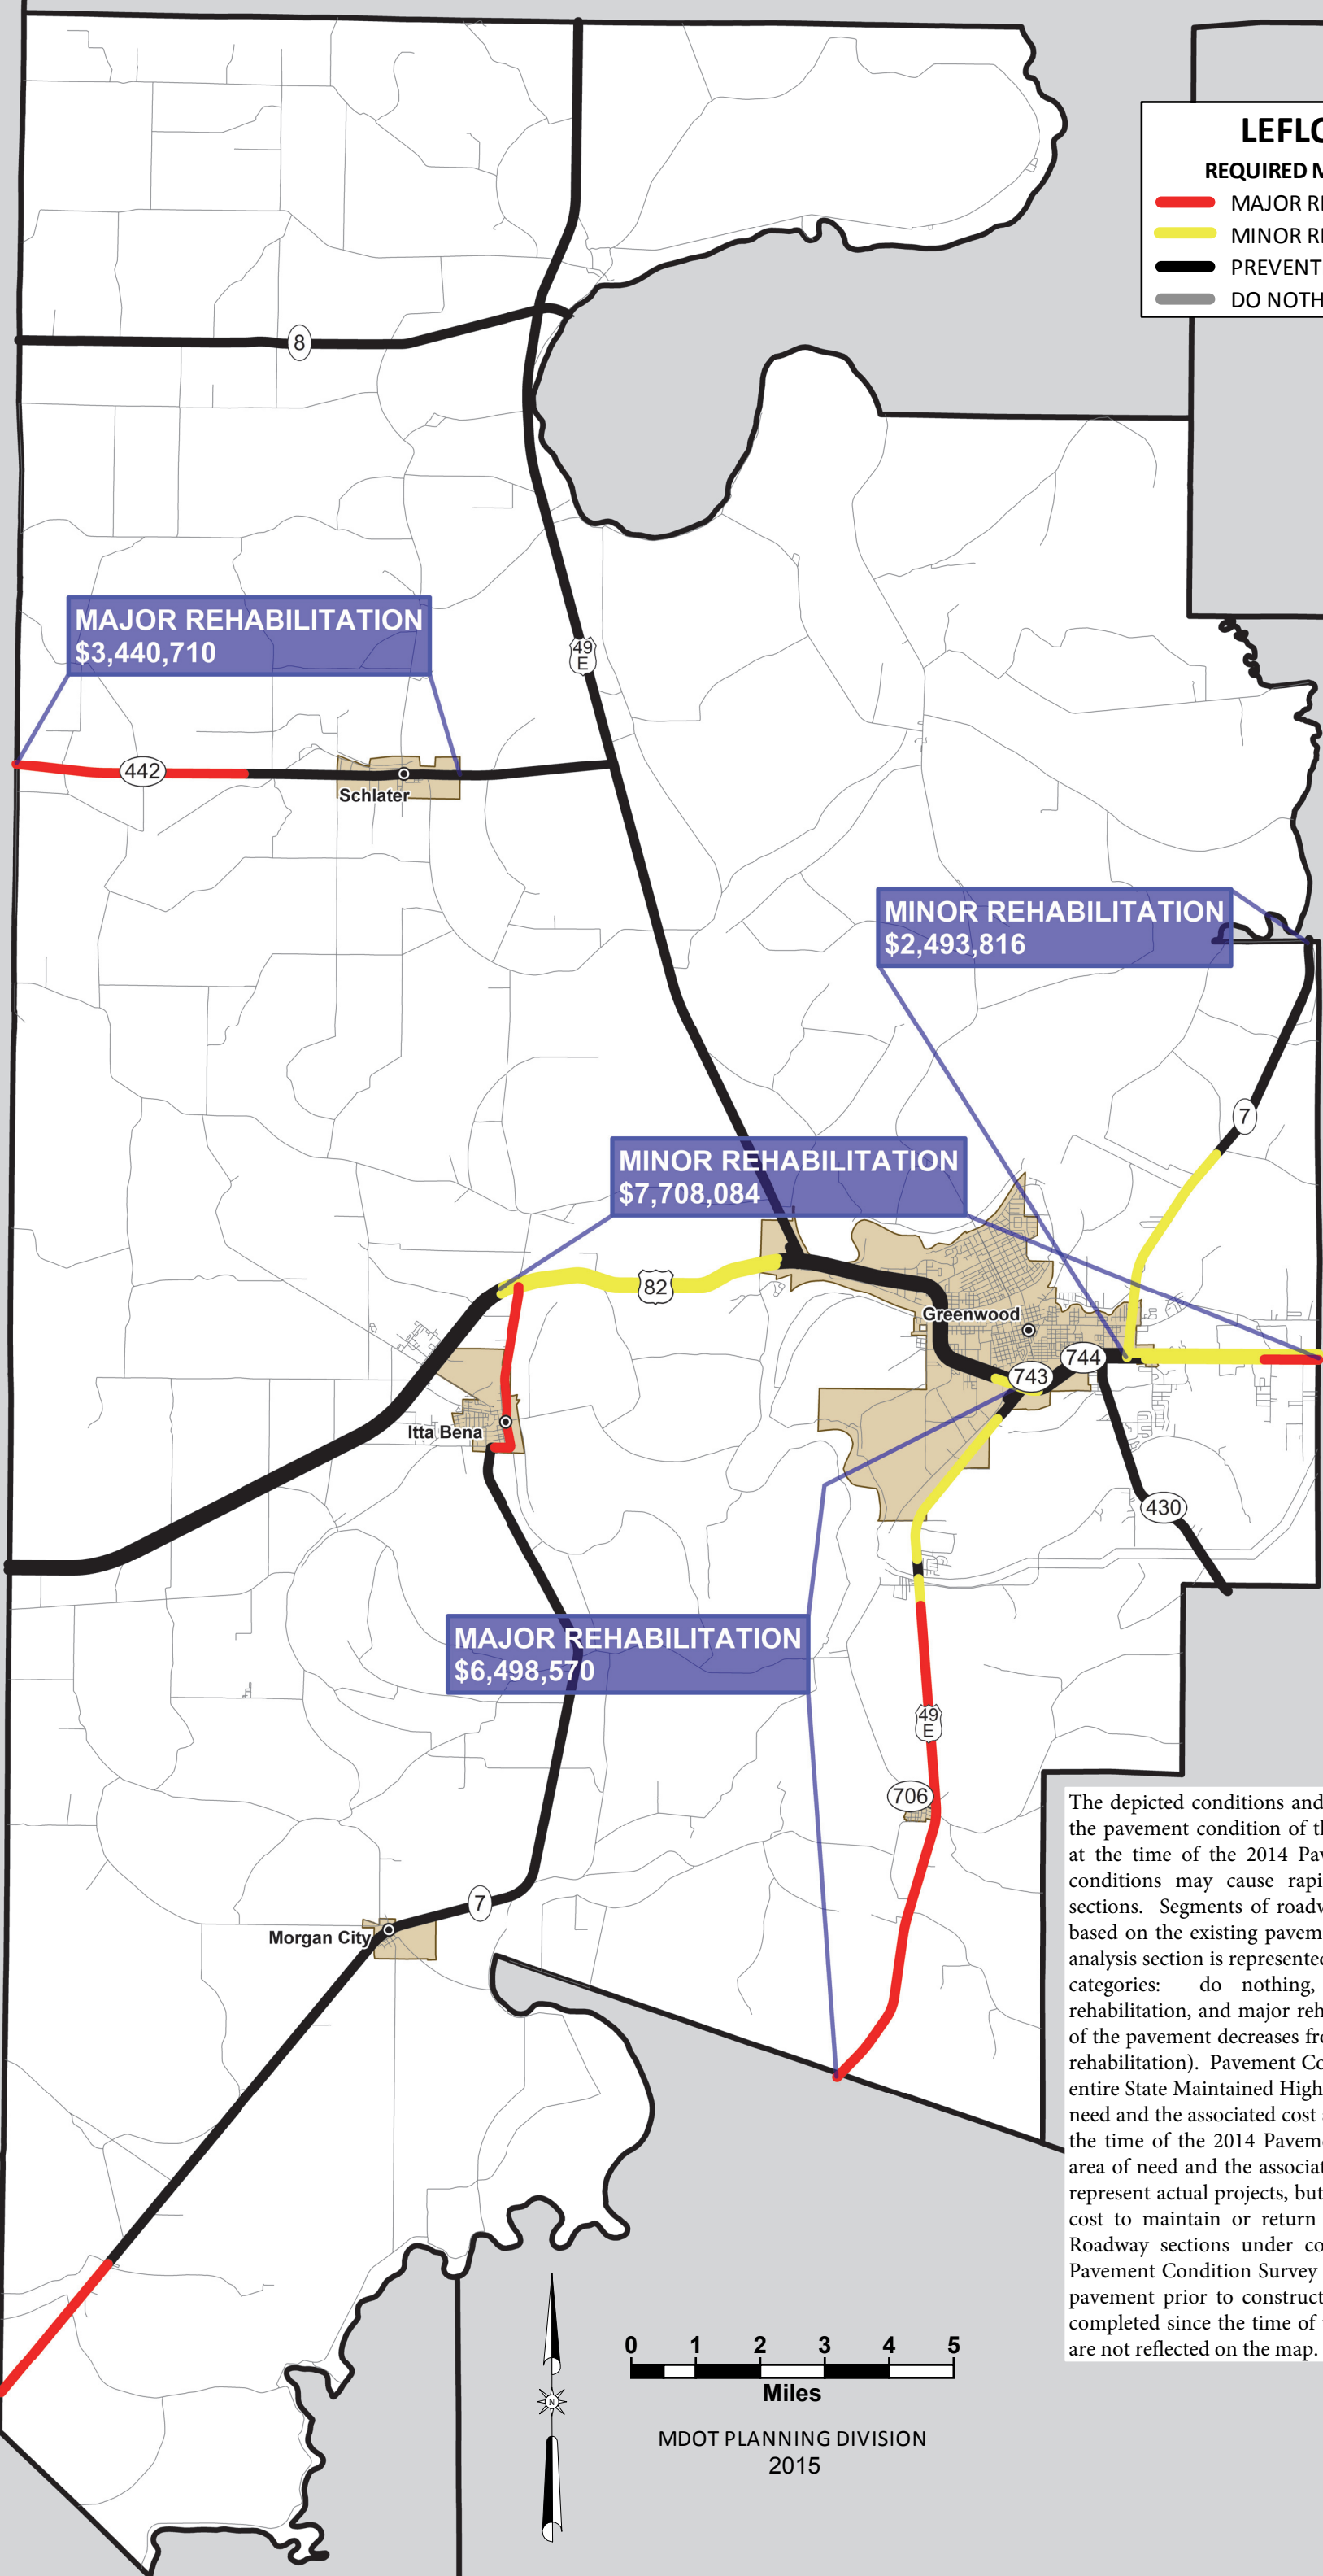 LEFLO
REQUIRED M
MAJOR RE
MINOR RE
PREVENT
DO NOTH
8
49
E
MAJOR REHABILITATION
$3,440,710
442
Schlater
MINOR REHABILITATION
$2,493,816
7
MINOR REHABILITATION
$7,708,084
82
Greenwood
744
743
Itta Bena
430
MAJOR REHABILITATION
$6,498,570
49
E
706
7
Morgan City
The depicted conditions and
the pavement condition of th
at the time of the 2014 Pav
conditions may cause rapi
sections. Segments of roadw
based on the existing pavem
analysis section is represented
categories: do nothing,
rehabilitation, and major reh
of the pavement decreases fro
rehabilitation). Pavement Co
entire State Maintained High
need and the associated cost
the time of the 2014 Paveme
area of need and the associat
represent actual projects, but
cost to maintain or return
Roadway sections under co
Pavement Condition Survey
pavement prior to construct
completed since the time of
are not reflected on the map.
N
0 1 2 3 4 5
Miles
MDOT PLANNING DIVISION
2015